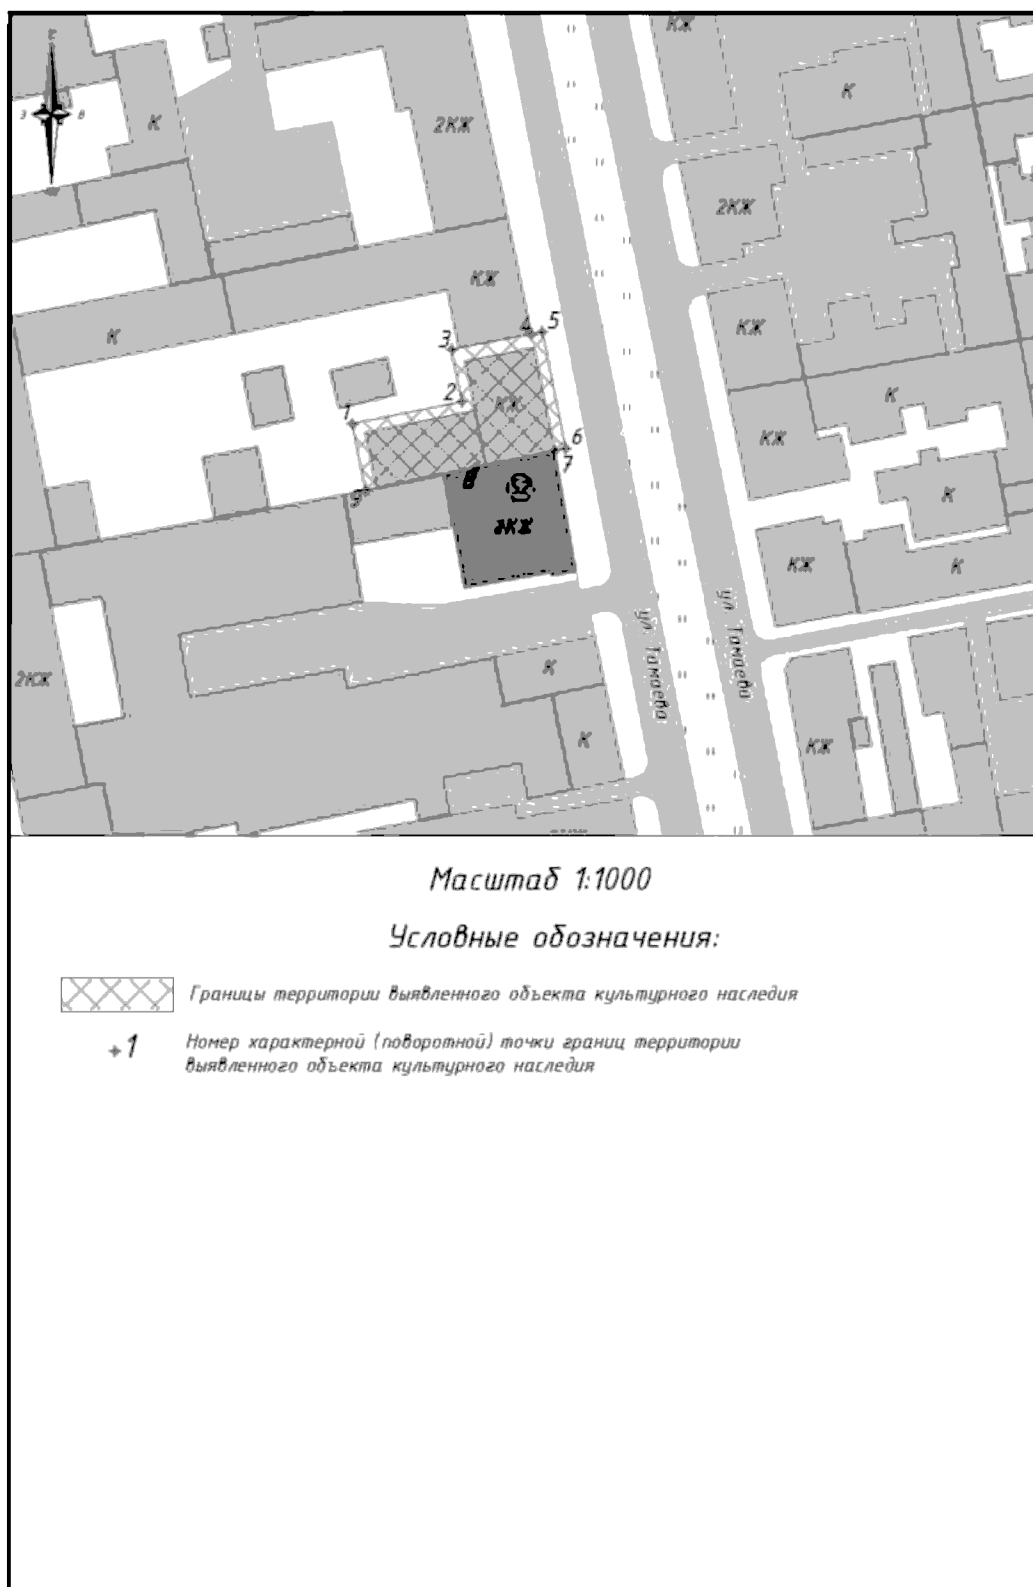 КЖ
С
З
В
К
2КЖ
К
2КЖ
КЖ
К
КЖ
4
5
3
2
1
КЖ
К
КЖ
6
7
8
9
К
КЖ
К
ул. Тамаева
ул. Тамаева
К
2КЖ
К
КЖ
Масштаб 1:1000
Условные обозначения:
Границы территории выявленного объекта культурного наследия
+1
Номер характерной (поворотной) точки границ территории
выявленного объекта культурного наследия